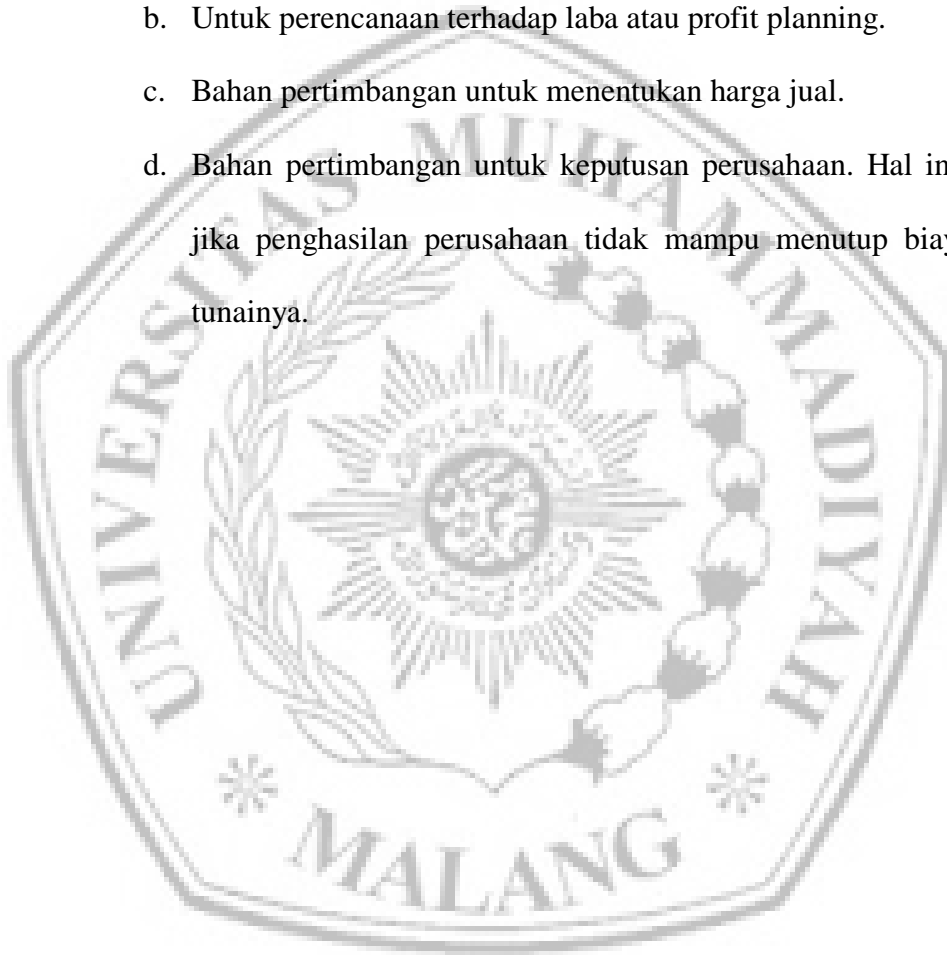 b. Untuk perencanaan terhadap laba atau profit planning.
c. Bahan pertimbangan untuk menentukan harga jual.
d. Bahan pertimbangan untuk keputusan perusahaan. Hal in
jika penghasilan perusahaan tidak mampu menutup biay
tunainya.
UNIVERSITAS MUHAMMADIYAH
MALANG